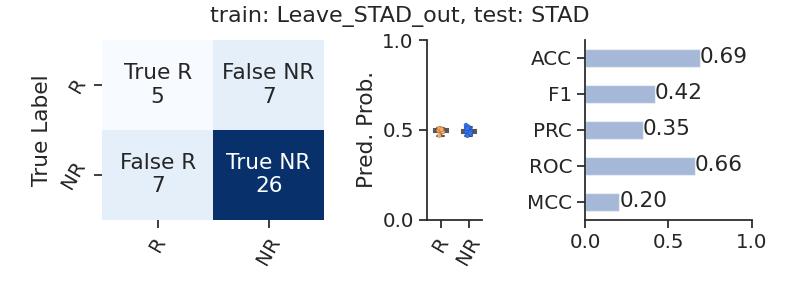 train: Leave_STAD_out, test: STAD
True Label
R
NR
True R
5
False NR
7
False R
7
True NR
26
R
NR
Pred. Prob.
1.0
0.5
0.0
R
NR
ACC
0.69
F1
0.42
PRC
0.35
ROC
0.66
MCC
0.20
0.0
0.5
1.0